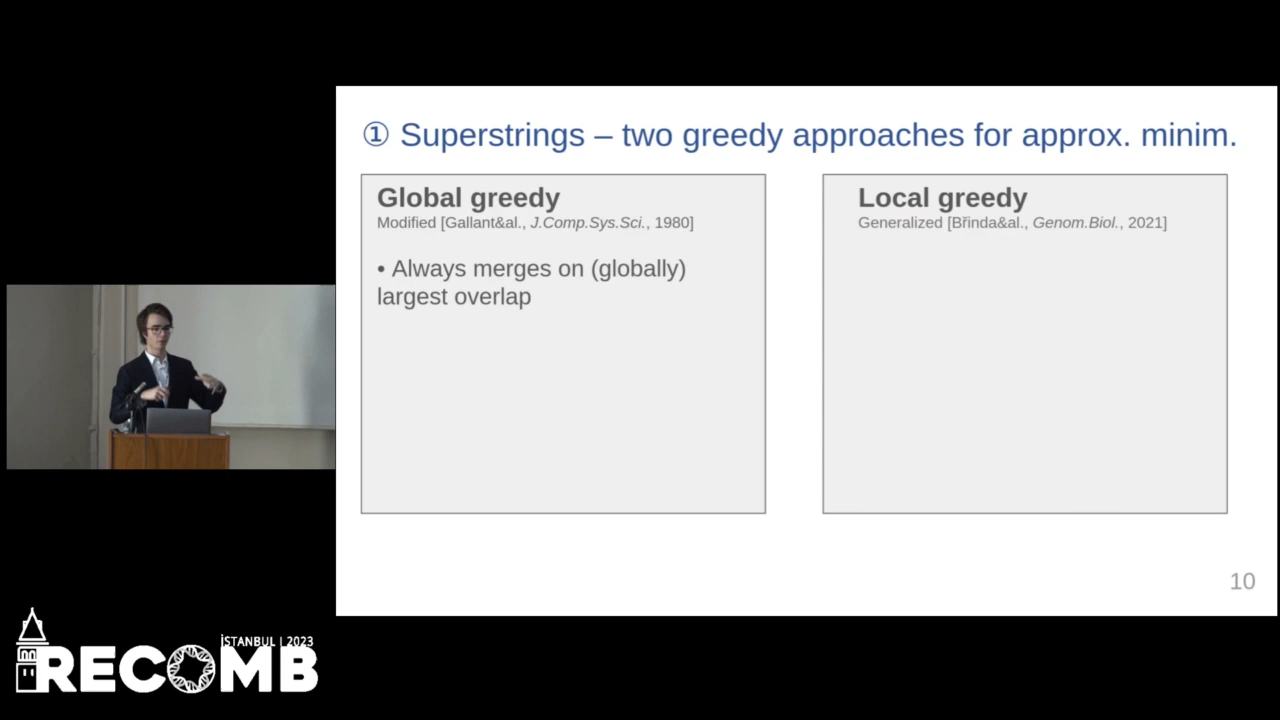 ① Superstrings – two greedy approaches for approx. minim.
Global greedy
Modified [Gallant&al., J.Comp.Sys.Sci., 1980]
• Always merges on (globally)
largest overlap
Local greedy
Generalized [Břinda&al., Genom.Biol., 2021]
10
İSTANBUL | 2023
RECOMB